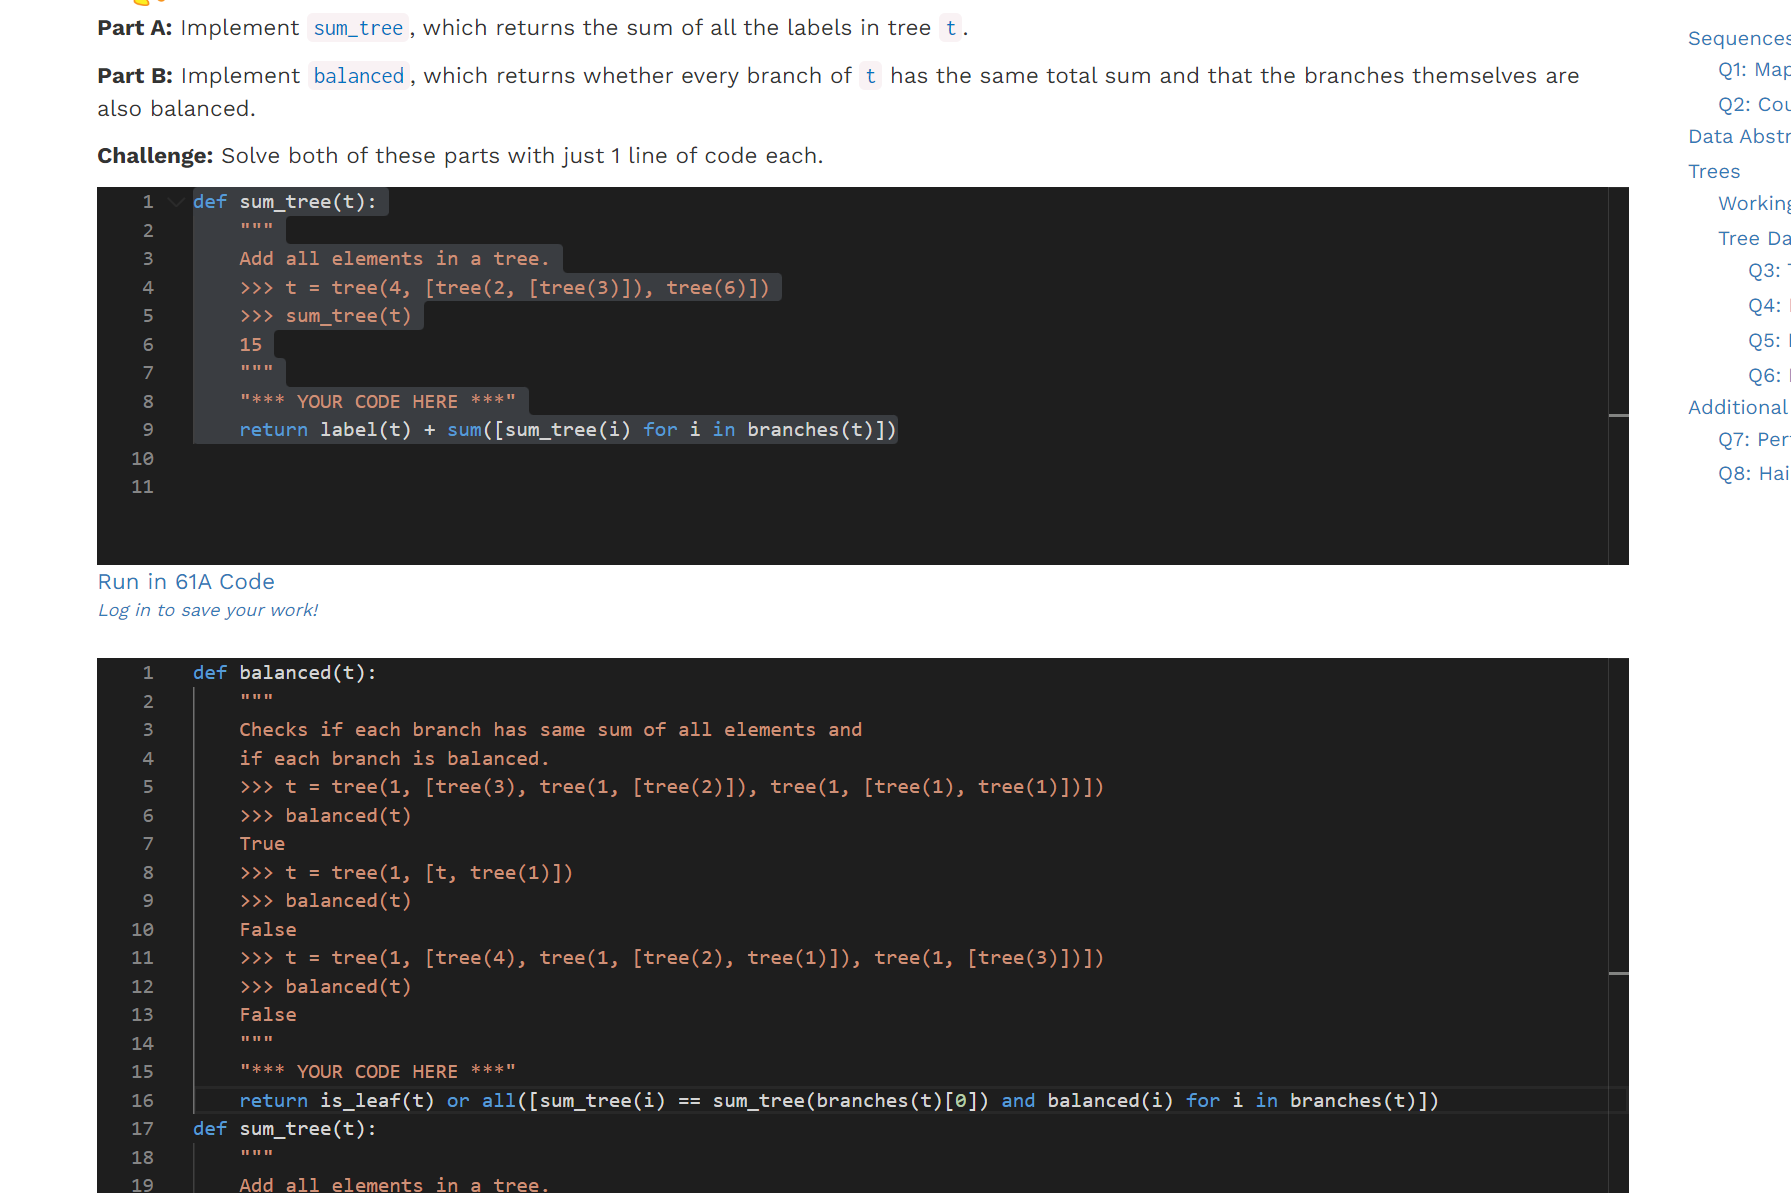 Part A: Implement sum_tree, which returns the sum of all the labels in tree t.
Part B: Implement balanced, which returns whether every branch of t has the same total sum and that the branches themselves are
also balanced.
Challenge: Solve both of these parts with just 1 line of code each.
1 def sum_tree(t):
2 """
3 Add all elements in a tree.
4 >>> t = tree(4, [tree(2, [tree(3)]), tree(6)])
5 >>> sum_tree(t)
6 15
7 """
8 "*** YOUR CODE HERE ***"
9 return label(t) + sum([sum_tree(i) for i in branches(t)])
10
11
Run in 61A Code
Log in to save your work!
1 def balanced(t):
2 """
3 Checks if each branch has same sum of all elements and
4 if each branch is balanced.
5 >>> t = tree(1, [tree(3), tree(1, [tree(2)]), tree(1, [tree(1), tree(1)])])
6 >>> balanced(t)
7 True
8 >>> t = tree(1, [t, tree(1)])
9 >>> balanced(t)
10 False
11 >>> t = tree(1, [tree(4), tree(1, [tree(2), tree(1)]), tree(1, [tree(3)])])
12 >>> balanced(t)
13 False
14 """
15 "*** YOUR CODE HERE ***"
16 return is_leaf(t) or all([sum_tree(i) == sum_tree(branches(t)[0]) and balanced(i) for i in branches(t)])
17 def sum_tree(t):
18 """
19 Add all elements in a tree.
Sequences
Q1: Map
Q2: Cou
Data Abstr
Trees
Working
Tree Da
Q3:
Q4:
Q5:
Q6:
Additional
Q7: Per
Q8: Hai